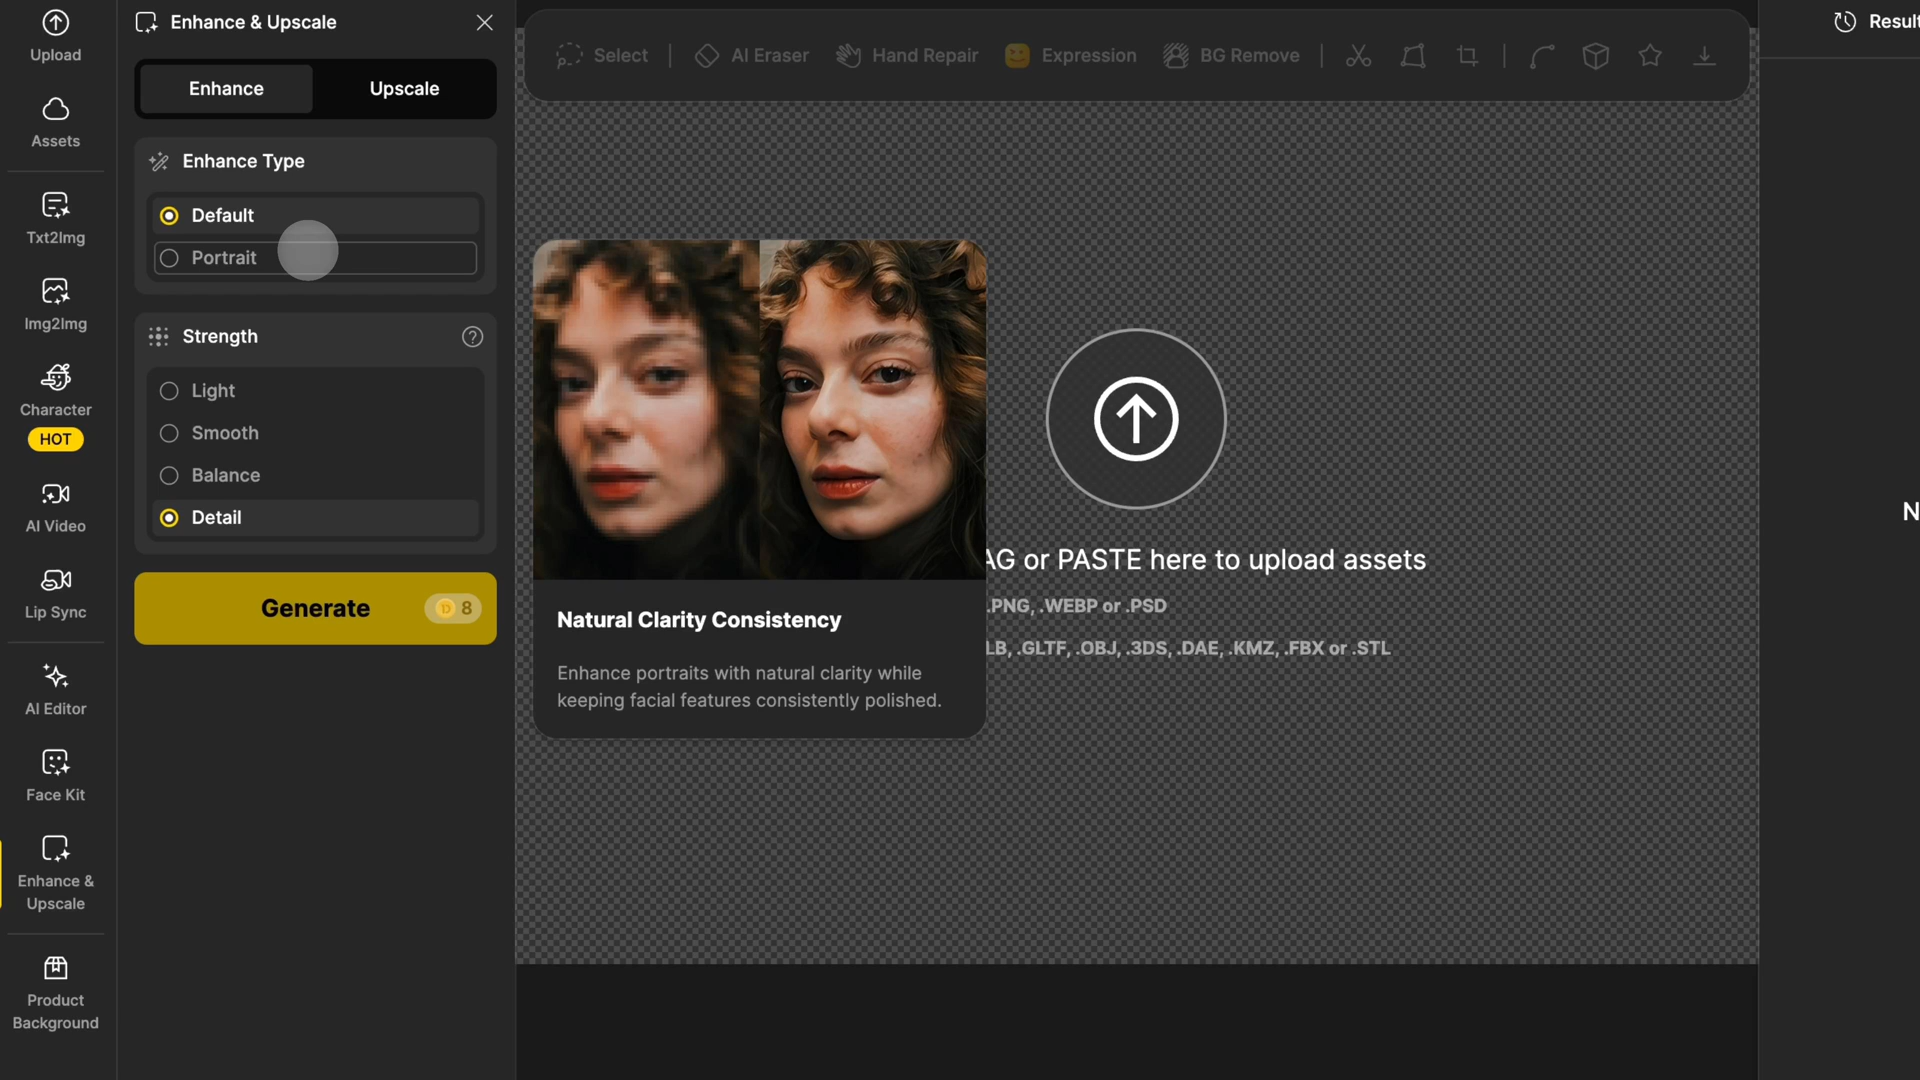 Upload
Assets
Txt2Img
Img2Img
Character
HOT
AI Video
Lip Sync
AI Editor
Face Kit
Enhance &
Upscale
Product
Background
Enhance & Upscale
Enhance
Upscale
Enhance Type
Default
Portrait
Strength
?
Light
Smooth
Balance
Detail
Generate
8
Select
AI Eraser
Hand Repair
Expression
BG Remove
AG or PASTE here to upload assets
.PNG, .WEBP or .PSD
LB, .GLTF, .OBJ, .3DS, .DAE, .KMZ, .FBX or .STL
Natural Clarity Consistency
Enhance portraits with natural clarity while
keeping facial features consistently polished.
Result
N